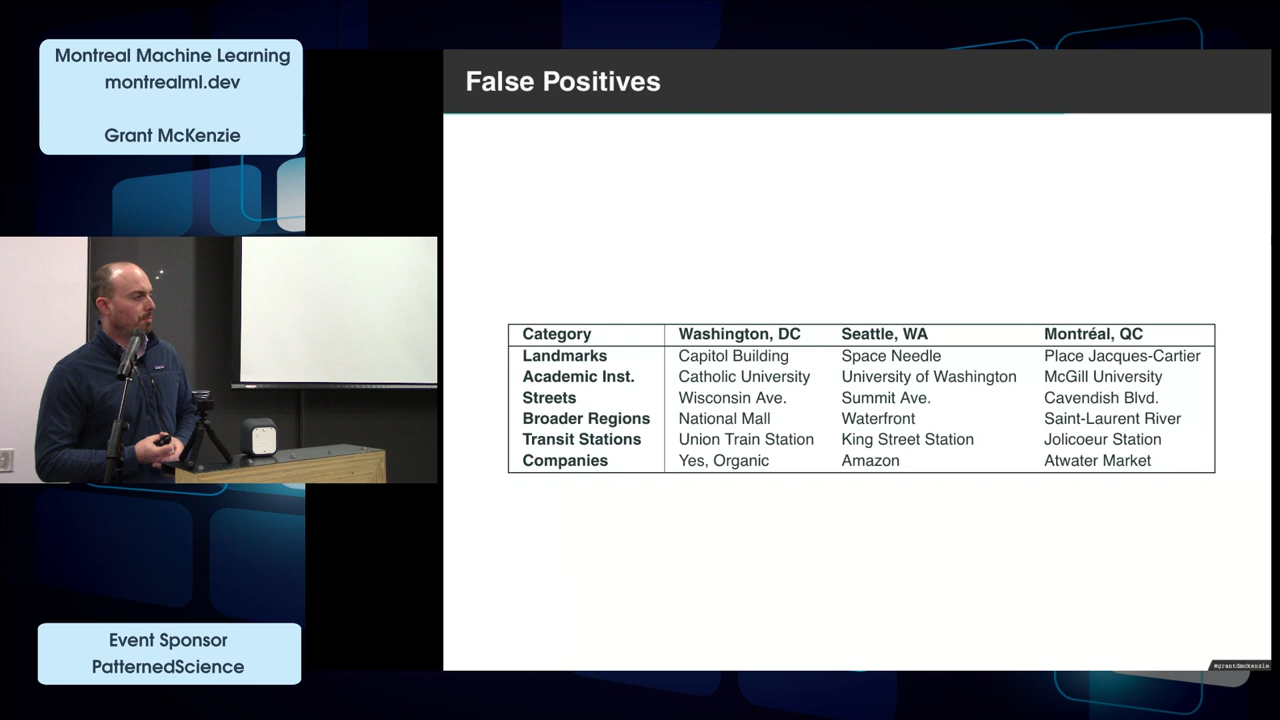 Montreal Machine Learning
montrealml.dev
Grant McKenzie
Event Sponsor
PatternedScience
False Positives
Category Washington, DC Seattle, WA Montréal, QC
Landmarks Capitol Building Space Needle Place Jacques-Cartier
Academic Inst. Catholic University University of Washington McGill University
Streets Wisconsin Ave. Summit Ave. Cavendish Blvd.
Broader Regions National Mall Waterfront Saint-Laurent River
Transit Stations Union Train Station King Street Station Jolicoeur Station
Companies Yes, Organic Amazon Atwater Market
@grantdmckenzie